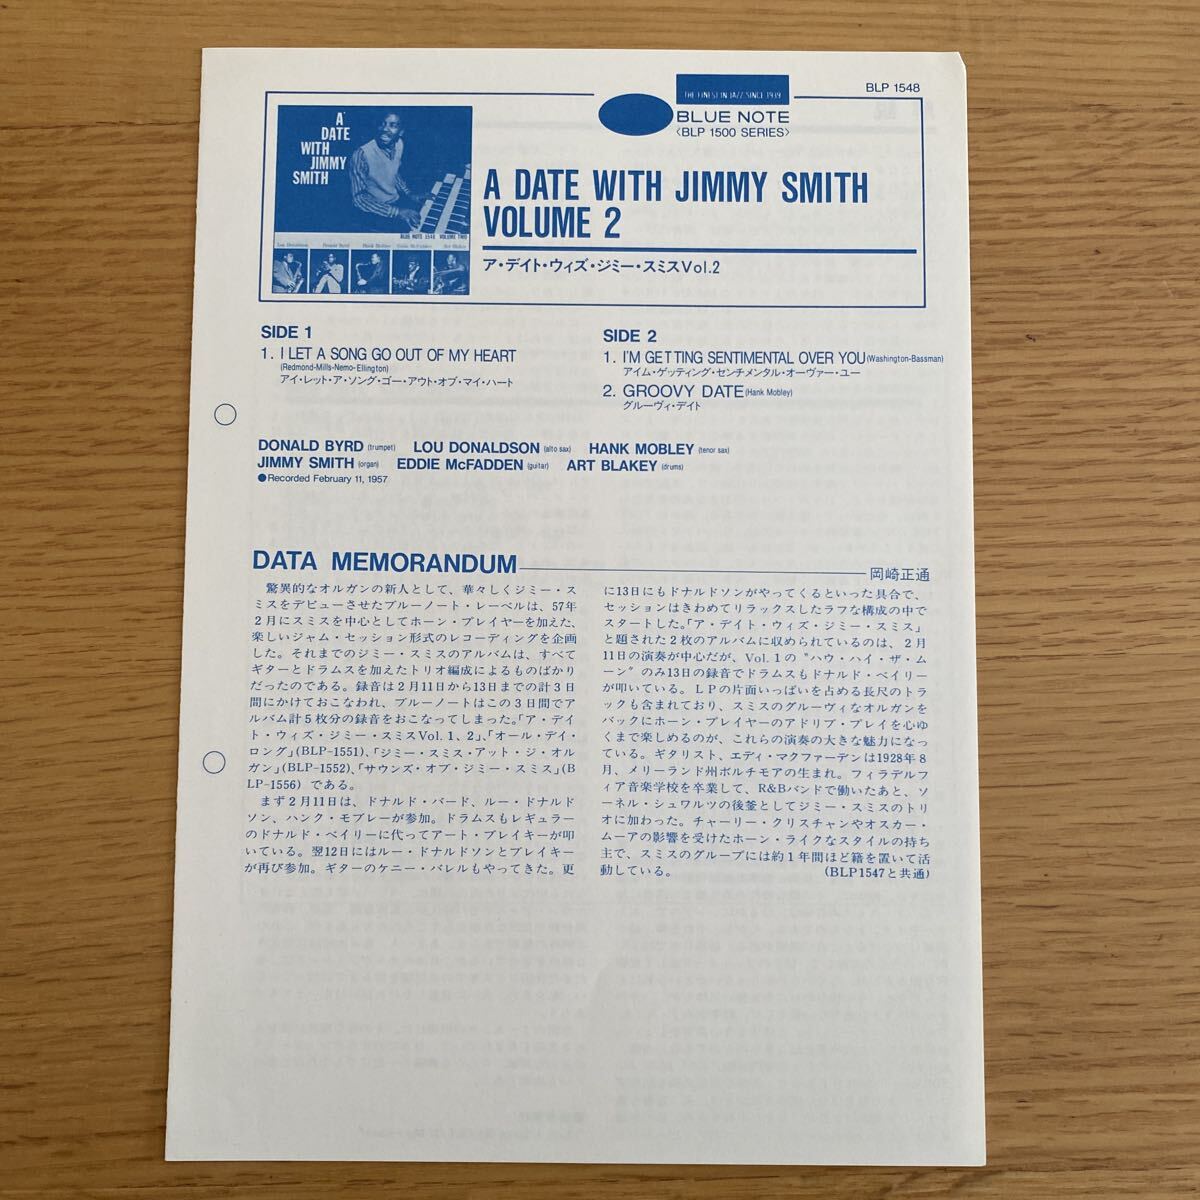 BLP 1548
THE FINEST IN JAZZ SINCE 1939
BLUE NOTE
〈BLP 1500 SERIES〉
A DATE WITH JIMMY SMITH
VOLUME 2
ア・デイト・ウィズ・ジミー・スミスVol.2
A
DATE
WITH
JIMMY
SMITH
BLUE NOTE 1548 VOLUME TWO
Lou Donaldson Donald Byrd Hank Mobley Eddie McFadden Art Blakey
SIDE 1
1. I LET A SONG GO OUT OF MY HEART
(Redmond-Mills-Nemo-Ellington)
アイ・レット・ア・ソング・ゴー・アウト・オブ・マイ・ハート
SIDE 2
1. I'M GETTING SENTIMENTAL OVER YOU(Washington-Bassman)
アイム・ゲッティング・センチメンタル・オーヴァー・ユー
2. GROOVY DATE(Hank Mobley)
グルーヴィ・デイト
DONALD BYRD (trumpet) LOU DONALDSON (alto sax) HANK MOBLEY (tenor sax)
JIMMY SMITH (organ) EDDIE McFADDEN (guitar) ART BLAKEY (drums)
●Recorded February 11, 1957
DATA MEMORANDUM
岡崎正通
驚異的なオルガンの新人として、華々しくジミー・ス
ミスをデビューさせたブルーノート・レーベルは、57年
2月にスミスを中心としてホーン・プレイヤーを加えた、
楽しいジャム・セッション形式のレコーディングを企画
した。それまでのジミー・スミスのアルバムは、すべて
ギターとドラムスを加えたトリオ編成によるものばかり
だったのである。録音は2月11日から13日までの計3日
間にかけておこなわれ、ブルーノートはこの3日間でア
ルバム計5枚分の録音をおこなってしまった。「ア・デイ
ト・ウィズ・ジミー・スミスVol.1、2」、「オール・デイ・
ロング」(BLP-1551)、「ジミー・スミス・アット・ジ・オル
ガン」(BLP-1552)、「サウンズ・オブ・ジミー・スミス」(B
LP-1556) である。
まず2月11日は、ドナルド・バード、ルー・ドナルド
ソン、ハンク・モブレーが参加。ドラムスもレギュラー
のドナルド・ベイリーに代ってアート・ブレイキーが叩
いている。翌12日にはルー・ドナルドソンとブレイキー
が再び参加。ギターのケニー・バレルもやってきた。更
に13日にもドナルドソンがやってくるといった具合で、
セッションはきわめてリラックスしたラフな構成の中で
スタートした。「ア・デイト・ウィズ・ジミー・スミス」
と題された2枚のアルバムに収められているのは、2月
11日の演奏が中心だが、Vol.1の〝ハウ・ハイ・ザ・ム
ーン〟のみ13日の録音でドラムスもドナルド・ベイリー
が叩いている。LPの片面いっぱいを占める長尺のトラ
ックも含まれており、スミスのグルーヴィなオルガンを
バックにホーン・プレイヤーのアドリブ・プレイを心ゆ
くまで楽しめるのが、これらの演奏の大きな魅力になっ
ている。ギタリスト、エディ・マクファーデンは1928年8
月、メリーランド州ボルチモアの生まれ。フィラデルフ
ィア音楽学校を卒業して、R&Bバンドで働いたあと、ソ
ーネル・シュワルツの後釜としてジミー・スミスのトリ
オに加わった。チャーリー・クリスチャンやオスカー・
ムーアの影響を受けたホーン・ライクなスタイルの持ち
主で、スミスのグループには約1年間ほど籍を置いて活
動している。 (BLP1547と共通)